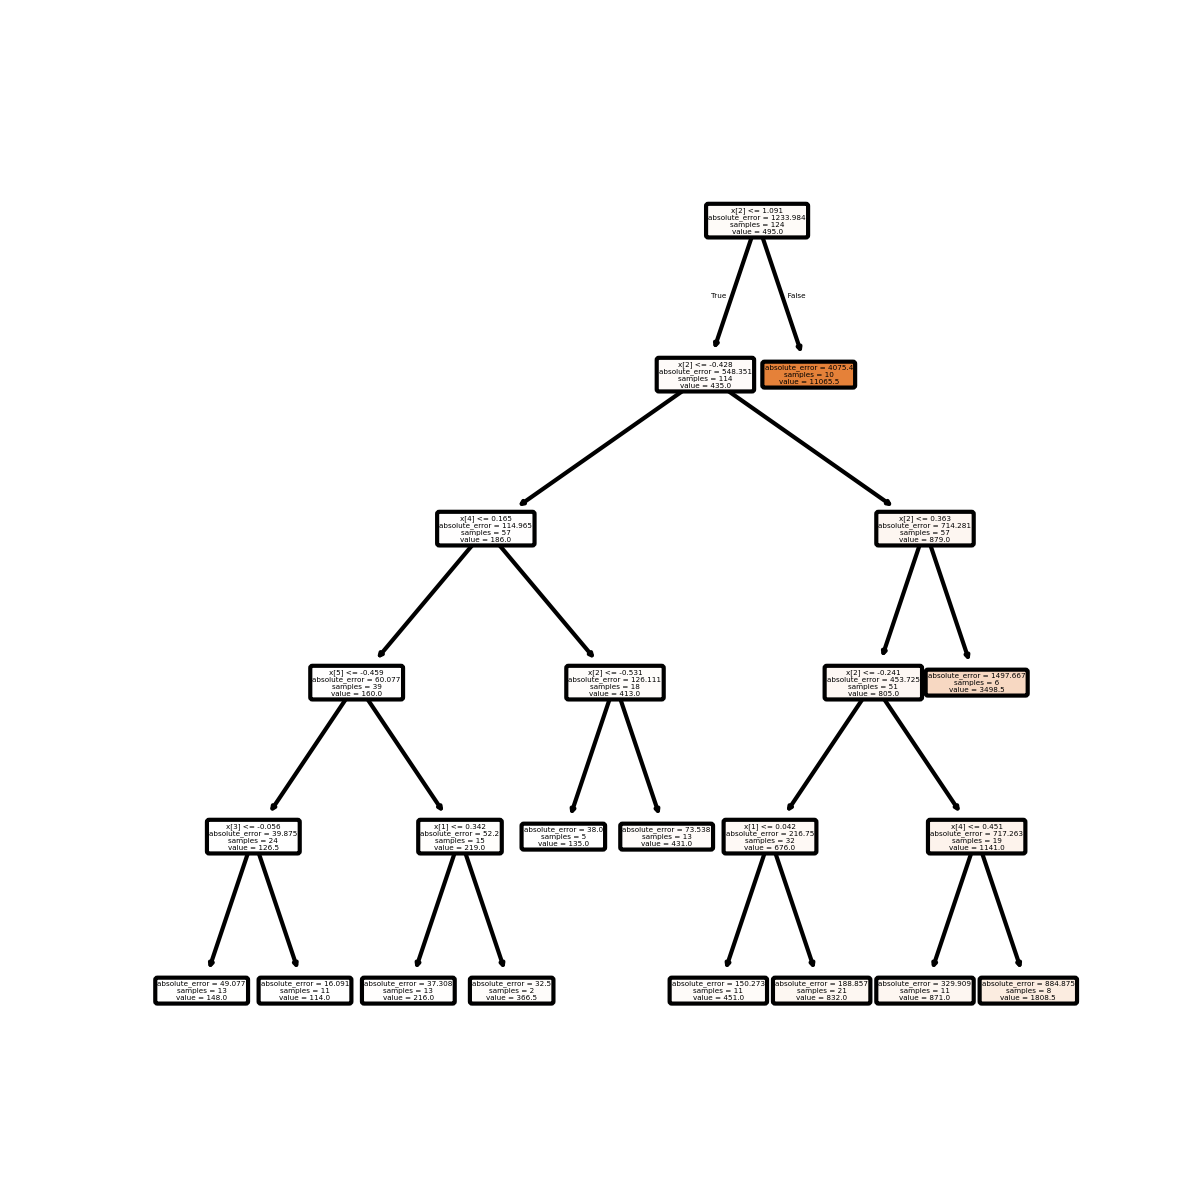 x[2] <= 1.091
absolute_error = 1233.984
samples = 124
value = 495.0
True
False
x[2] <= -0.428
absolute_error = 548.351
samples = 114
value = 435.0
absolute_error = 4075.4
samples = 10
value = 11065.5
x[4] <= 0.165
absolute_error = 114.965
samples = 57
value = 186.0
x[2] <= 0.363
absolute_error = 714.281
samples = 57
value = 879.0
x[5] <= -0.459
absolute_error = 60.077
samples = 39
value = 160.0
x[2] <= -0.531
absolute_error = 126.111
samples = 18
value = 413.0
x[2] <= -0.241
absolute_error = 453.725
samples = 51
value = 805.0
absolute_error = 1497.667
samples = 6
value = 3498.5
x[3] <= -0.056
absolute_error = 39.875
samples = 24
value = 126.5
x[1] <= 0.342
absolute_error = 52.2
samples = 15
value = 219.0
absolute_error = 38.0
samples = 5
value = 135.0
absolute_error = 73.538
samples = 13
value = 431.0
x[1] <= 0.042
absolute_error = 216.75
samples = 32
value = 676.0
x[4] <= 0.451
absolute_error = 717.263
samples = 19
value = 1141.0
absolute_error = 49.077
samples = 13
value = 148.0
absolute_error = 16.091
samples = 11
value = 114.0
absolute_error = 37.308
samples = 13
value = 216.0
absolute_error = 32.5
samples = 2
value = 366.5
absolute_error = 150.273
samples = 11
value = 451.0
absolute_error = 188.857
samples = 21
value = 832.0
absolute_error = 329.909
samples = 11
value = 871.0
absolute_error = 884.875
samples = 8
value = 1808.5